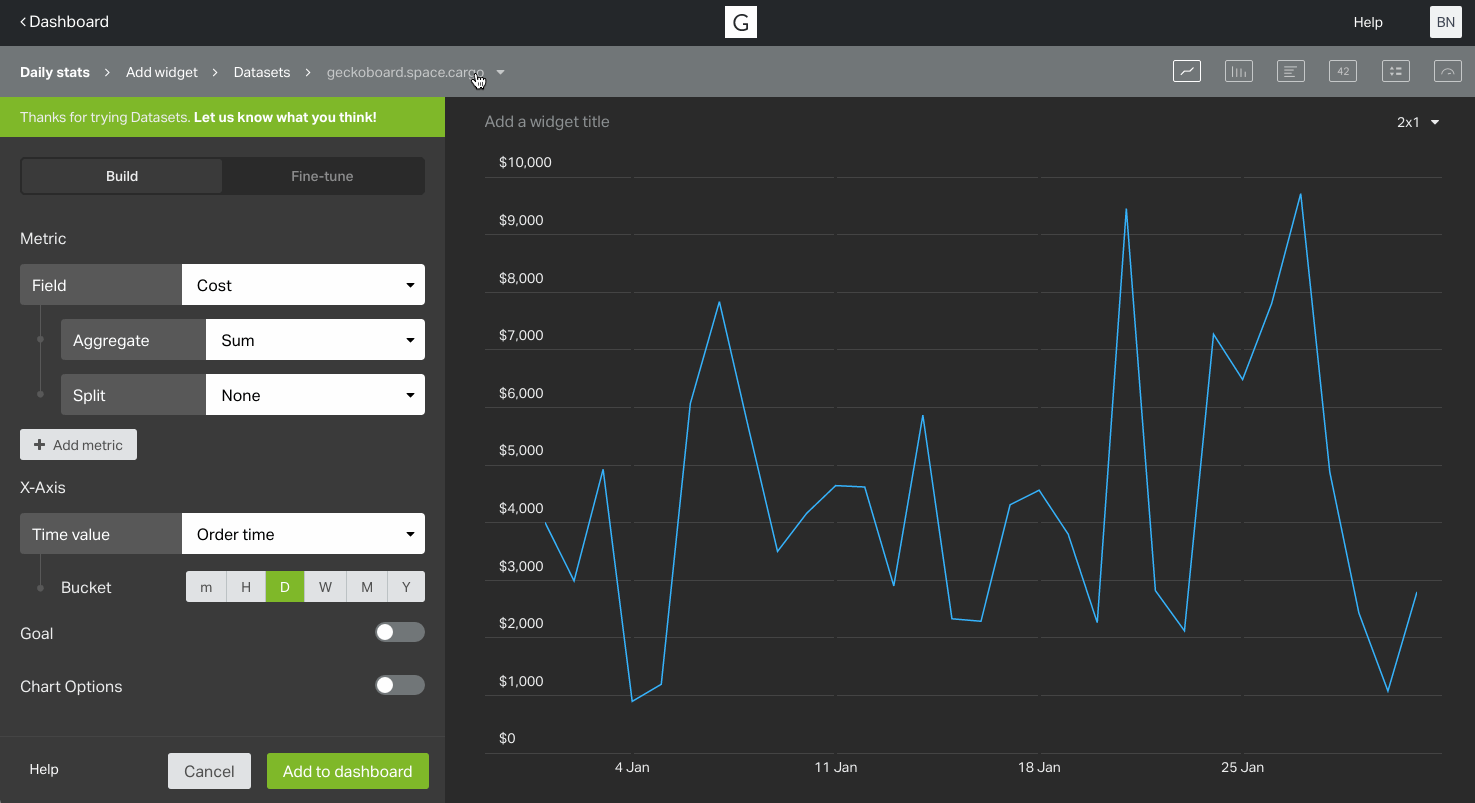 Dashboard
G
Help
BN
Daily stats > Add widget > Datasets > geckoboard.space.cargo
42
Thanks for trying Datasets. Let us know what you think!
Build
Fine-tune
Metric
Field
Cost
Aggregate
Sum
Split
None
+ Add metric
X-Axis
Time value
Order time
Bucket
m H D W M Y
Goal
Chart Options
Help
Cancel
Add to dashboard
Add a widget title
2x1
$10,000
$9,000
$8,000
$7,000
$6,000
$5,000
$4,000
$3,000
$2,000
$1,000
$0
4 Jan
11 Jan
18 Jan
25 Jan